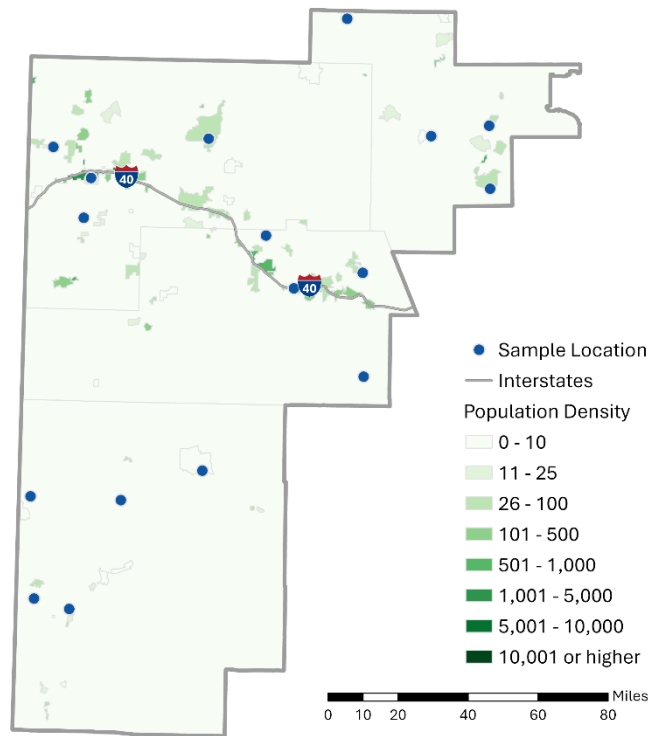 40
40
Sample Location
Interstates
Population Density
0 - 10
11 - 25
26 - 100
101 - 500
501 - 1,000
1,001 - 5,000
5,001 - 10,000
10,001 or higher
Miles
0 10 20 40 60 80